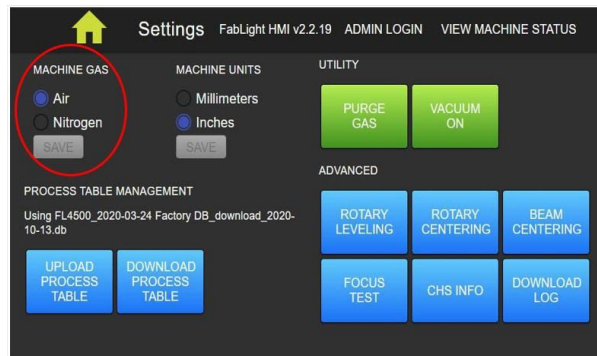 Settings FabLight HMI v2.2.19 ADMIN LOGIN VIEW MACHINE STATUS
MACHINE GAS
Air
Nitrogen
SAVE
MACHINE UNITS
Millimeters
Inches
SAVE
UTILITY
PURGE
GAS
VACUUM
ON
PROCESS TABLE MANAGEMENT
Using FL4500_2020-03-24 Factory DB_download_2020-
10-13.db
UPLOAD
PROCESS
TABLE
DOWNLOAD
PROCESS
TABLE
ADVANCED
ROTARY
LEVELING
ROTARY
CENTERING
BEAM
CENTERING
FOCUS
TEST
CHS INFO
DOWNLOAD
LOG